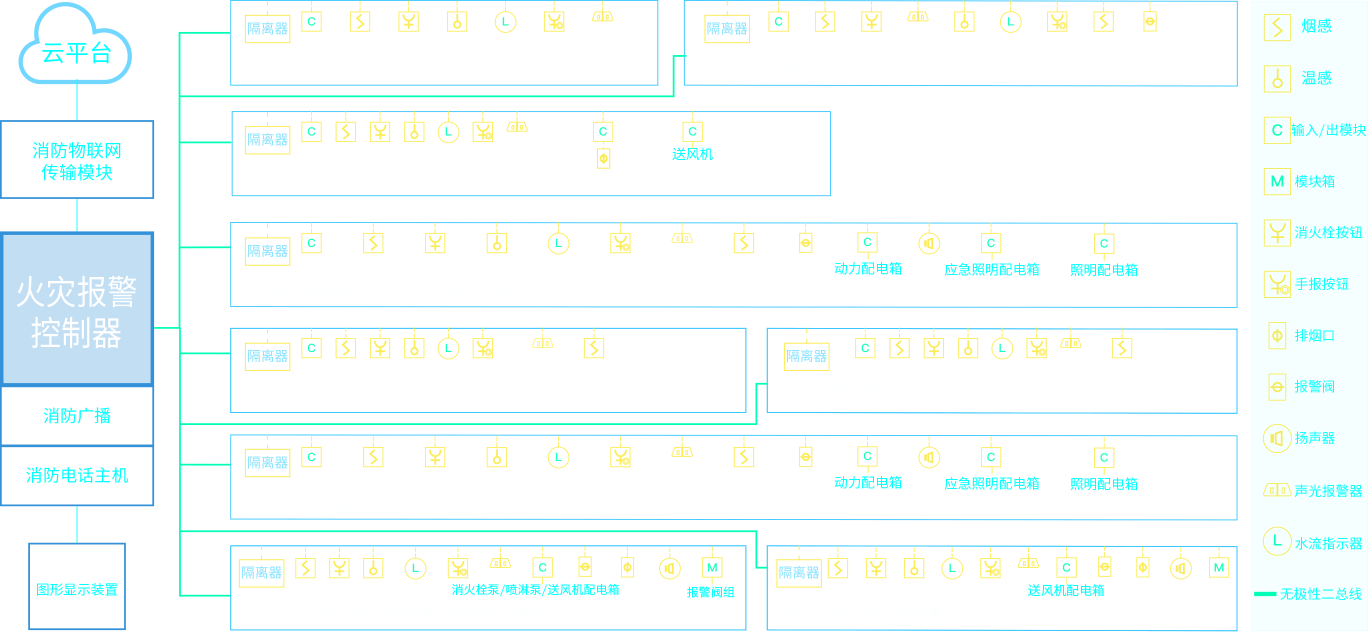 云平台
消防物联网
传输模块
火灾报警
控制器
消防广播
消防电话主机
图形显示装置
隔离器 C L
隔离器 C L
隔离器 C L C C
送风机
隔离器 C L C C C
动力配电箱 应急照明配电箱 照明配电箱
隔离器 C L
隔离器 C L
隔离器 C L C C C
动力配电箱 应急照明配电箱 照明配电箱
隔离器 L C M
消火栓泵/喷淋泵/送风机配电箱 报警阀组
隔离器 L C M
送风机配电箱
烟感
温感
C 输入/出模块
M 模块箱
消火栓按钮
手报按钮
排烟口
报警阀
扬声器
声光报警器
L 水流指示器
无极性二总线